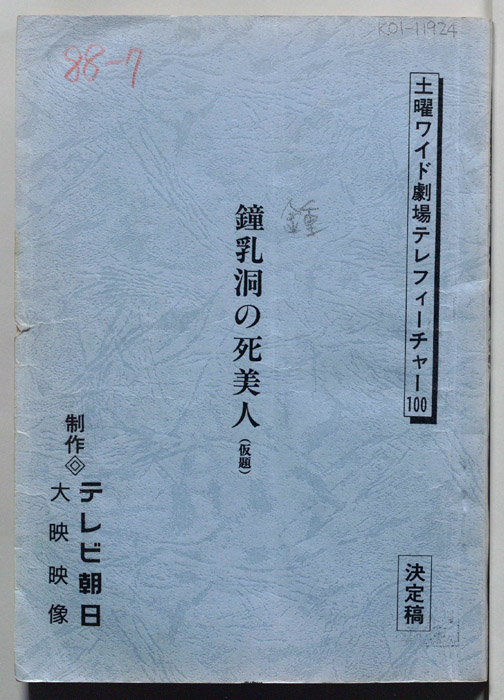 K01-11924
88-7
土曜ワイド劇場テレフィーチャー100
鍾
鐘乳洞の死美人(仮題)
制作
テレビ朝日
大映映像
決定稿